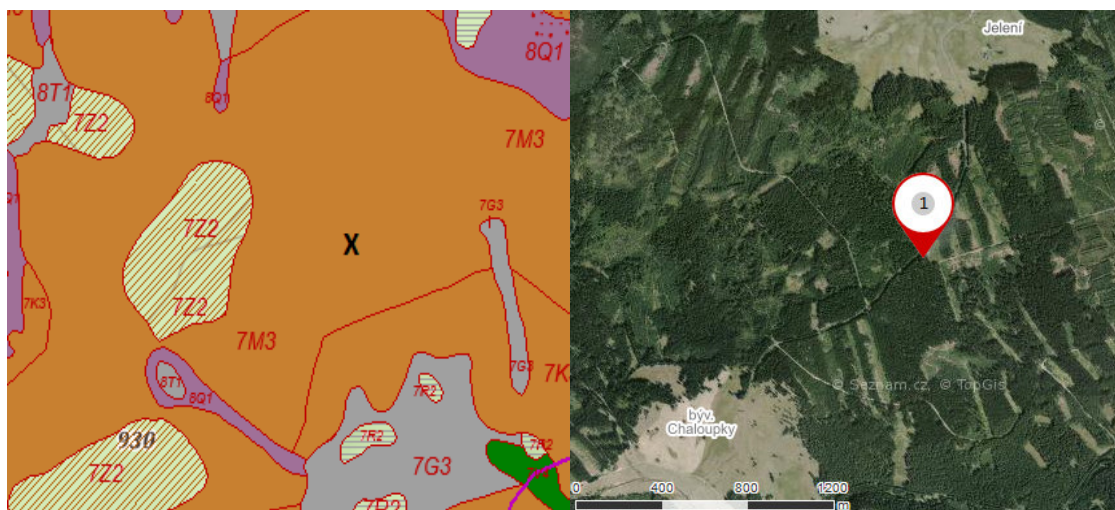 8Q1
8T1
7Z2
8Q1
7M3
7G3
7Z2
X
7Z2
7K3
7M3
7G3
7K
8T1
8Q1
7R2
930
7Z2
7R2
7R2
7G3
7R2
Jelení
©
1
© Seznam.cz, © TopGis
býv.
Chaloupky
0 400 800 1200
m